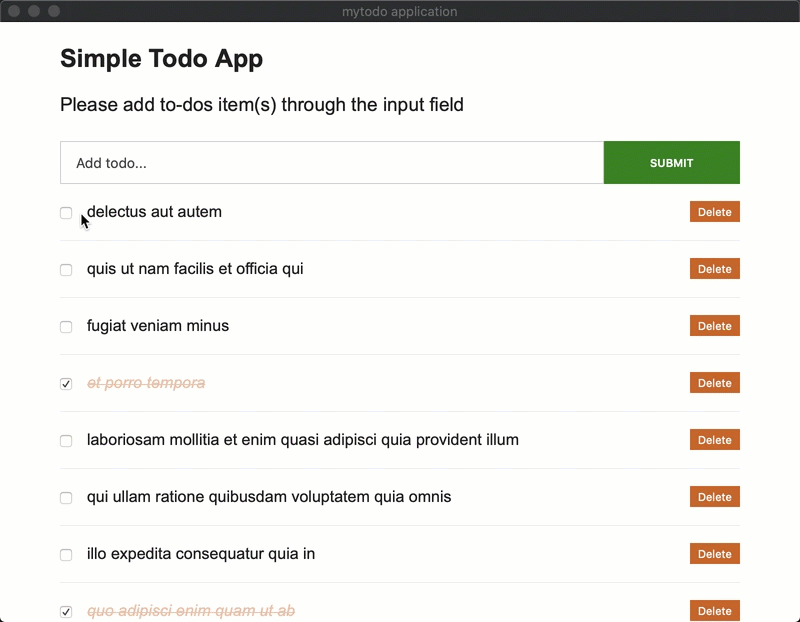 mytodo application
Simple Todo App
Please add to-dos item(s) through the input field
Add todo...
SUBMIT
delectus aut autem
Delete
quis ut nam facilis et officia qui
Delete
fugiat veniam minus
Delete
et porro tempora
Delete
laboriosam mollitia et enim quasi adipisci quia provident illum
Delete
qui ullam ratione quibusdam voluptatem quia omnis
Delete
illo expedita consequatur quia in
Delete
quo adipisci enim quam ut ab
Delete